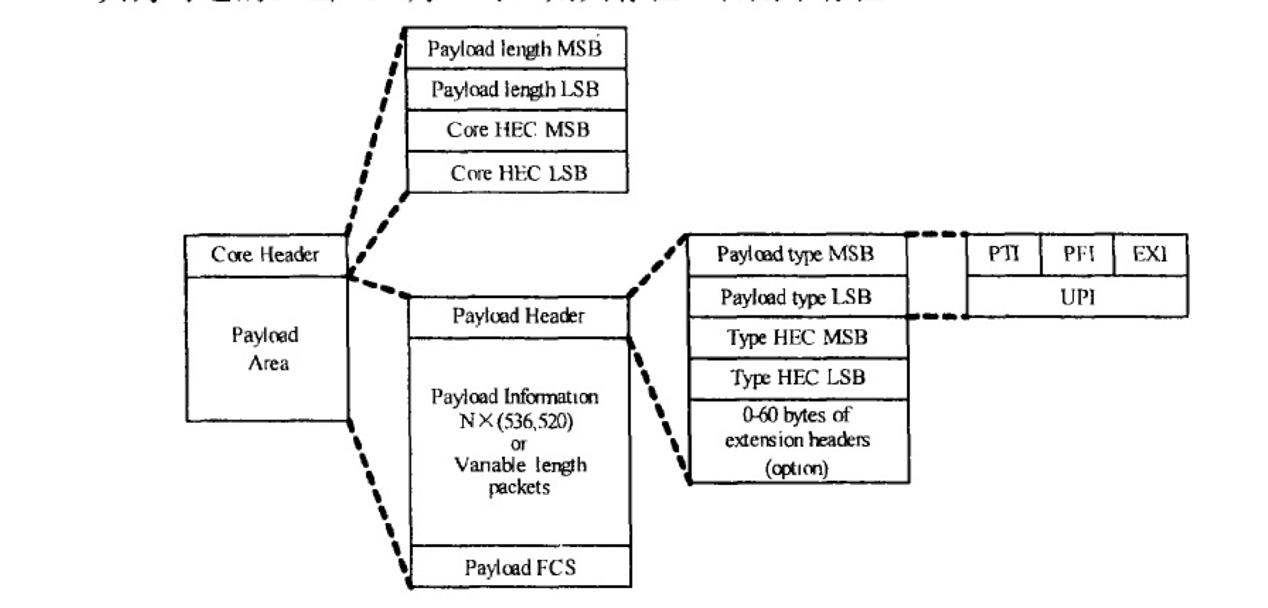 Payload length MSB
Payload length LSB
Core HEC MSB
Core HEC LSB
Core Header
Payload
Area
Payload Header
Payload Information
N×(536,520)
or
Variable length
packets
Payload FCS
Payload type MSB
Payload type LSB
Type HEC MSB
Type HEC LSB
0-60 bytes of
extension headers
(option)
PTI
PFI
EXI
UPI